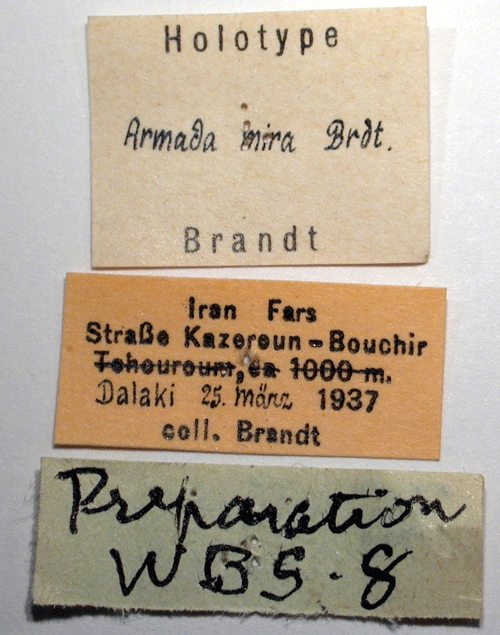 Holotype
Armada mira Brdt.
Brandt
Iran Fars
Straße Kazeroun - Bouchir
Tchouroum, ca 1000 m.
Dalaki 25. März 1937
coll. Brandt
Preparation
WBS-8